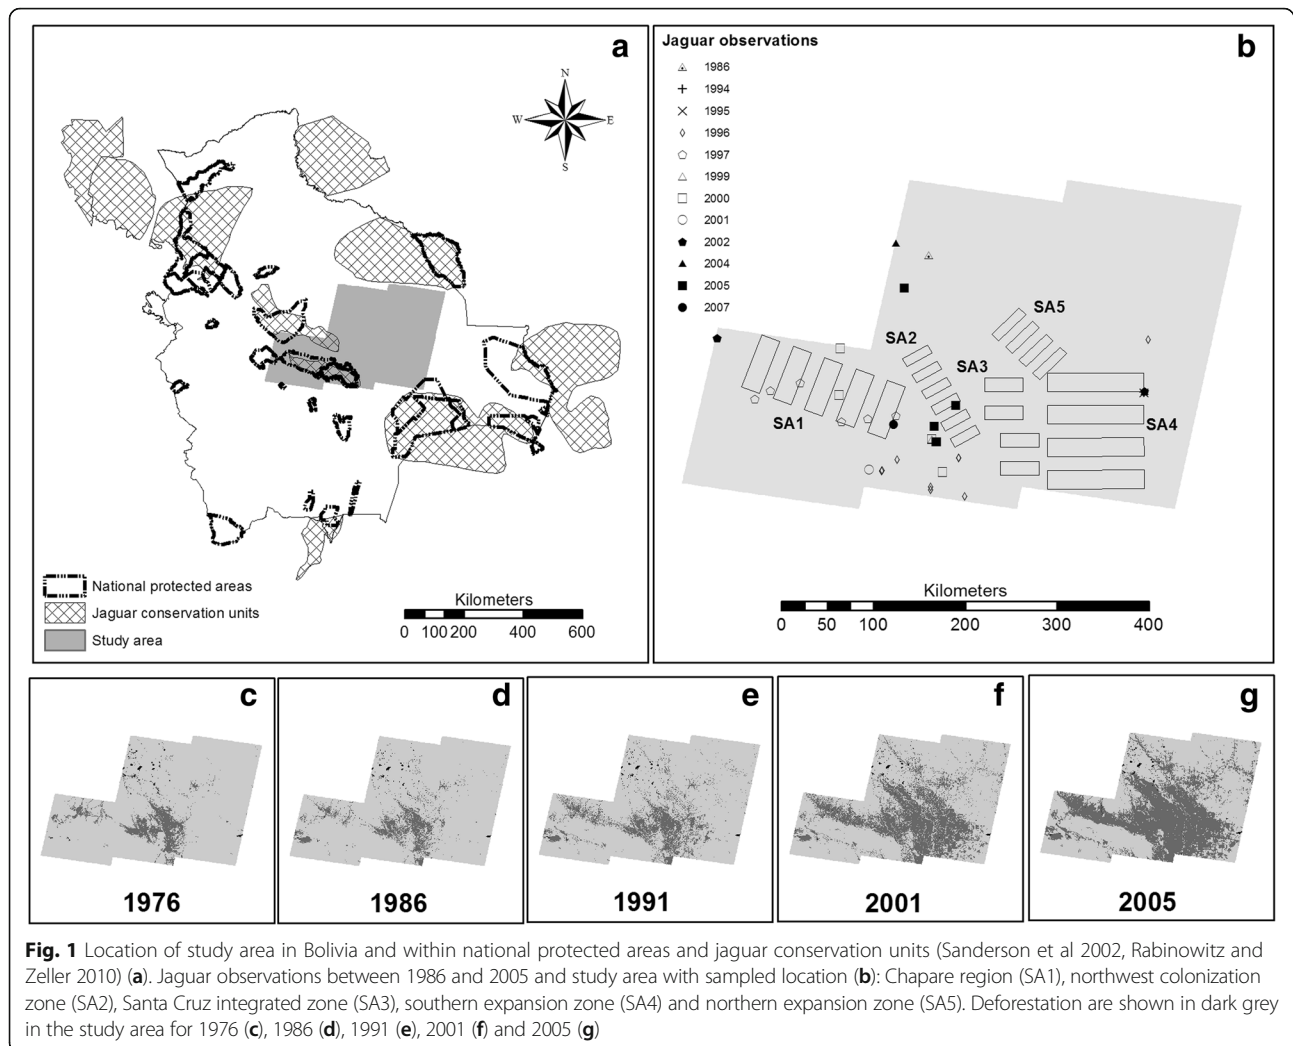 a
N
W
E
S
National protected areas
Jaguar conservation units
Study area
Kilometers
0 100 200 400 600
b
Jaguar observations
1986
1994
1995
1996
1997
1999
2000
2001
2002
2004
2005
2007
SA5
SA2
SA3
SA1
SA4
Kilometers
0 50 100 200 300 400
c
1976
d
1986
e
1991
f
2001
g
2005
Fig. 1 Location of study area in Bolivia and within national protected areas and jaguar conservation units (Sanderson et al 2002, Rabinowitz and
Zeller 2010) (a). Jaguar observations between 1986 and 2005 and study area with sampled location (b): Chapare region (SA1), northwest colonization
zone (SA2), Santa Cruz integrated zone (SA3), southern expansion zone (SA4) and northern expansion zone (SA5). Deforestation are shown in dark grey
in the study area for 1976 (c), 1986 (d), 1991 (e), 2001 (f) and 2005 (g)